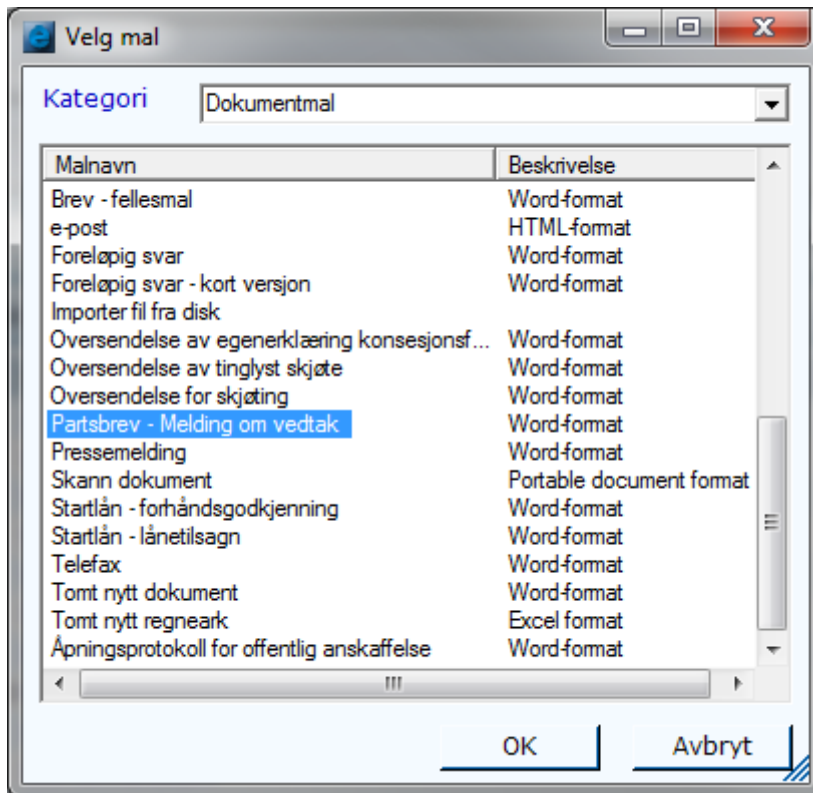 Velg mal
Kategori Dokumentmal
Malnavn Beskrivelse
Brev - fellesmal Word-format
e-post HTML-format
Foreløpig svar Word-format
Foreløpig svar - kort versjon Word-format
Importer fil fra disk
Oversendelse av egenerklæring konsesjonsf... Word-format
Oversendelse av tinglyst skjøte Word-format
Oversendelse for skjøting Word-format
Partsbrev - Melding om vedtak Word-format
Pressemelding Word-format
Skann dokument Portable document format
Startlån - forhåndsgodkjenning Word-format
Startlån - lånetilsagn Word-format
Telefax Word-format
Tomt nytt dokument Word-format
Tomt nytt regneark Excel format
Åpningsprotokoll for offentlig anskaffelse Word-format
OK Avbryt